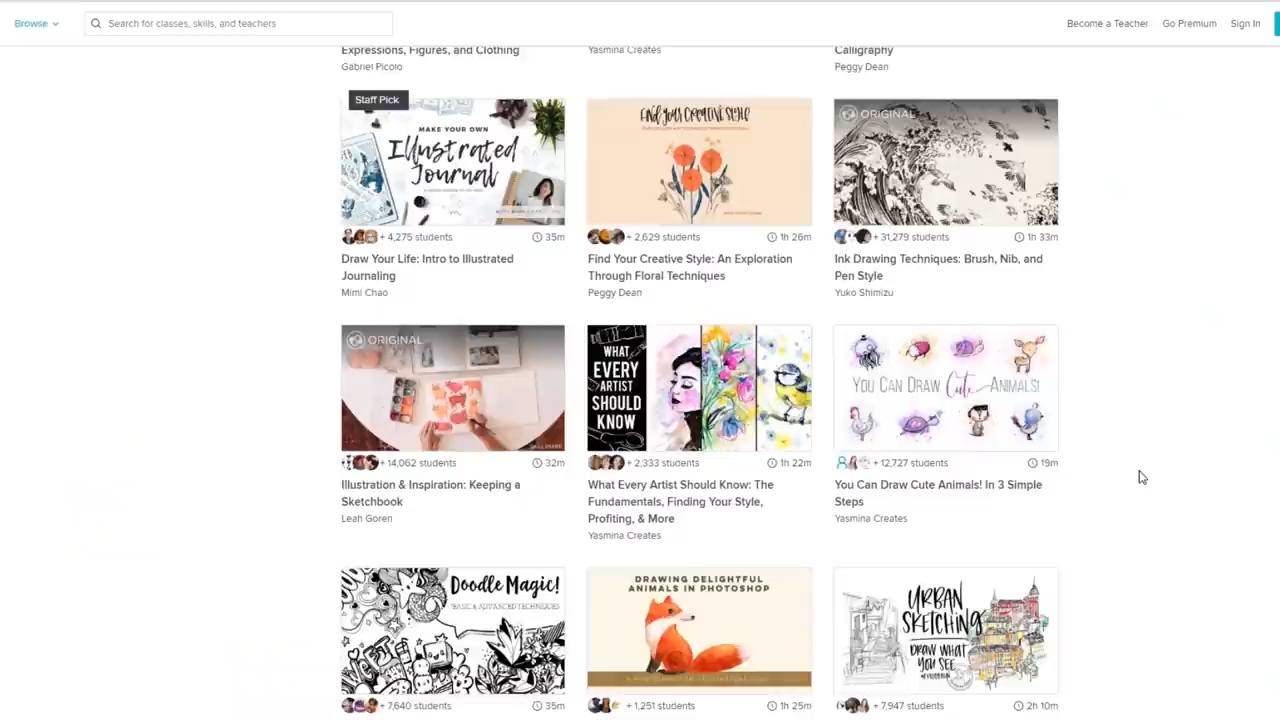 Browse
Search for classes, skills, and teachers
Become a Teacher
Go Premium
Sign In
Expressions, Figures, and Clothing
Gabriel Picolo
Yasmina Creates
Calligraphy
Peggy Dean
Staff Pick
MAKE YOUR OWN
Illustrated
Journal
FIND YOUR CREATIVE STYLE
ORIGINAL
+ 4,275 students
35m
Draw Your Life: Intro to Illustrated
Journaling
Mimi Chao
+ 2,629 students
1h 26m
Find Your Creative Style: An Exploration
Through Floral Techniques
Peggy Dean
+ 31,279 students
1h 33m
Ink Drawing Techniques: Brush, Nib, and
Pen Style
Yuko Shimizu
ORIGINAL
SKILLSHARE
WHAT
EVERY
ARTIST
SHOULD
KNOW
YOU CAN DRAW Cute ANIMALS!
+ 14,062 students
32m
Illustration & Inspiration: Keeping a
Sketchbook
Leah Goren
+ 2,333 students
1h 22m
What Every Artist Should Know: The
Fundamentals, Finding Your Style,
Profiting, & More
Yasmina Creates
+ 12,727 students
19m
You Can Draw Cute Animals! In 3 Simple
Steps
Yasmina Creates
Doodle Magic!
BASIC & ADVANCED TECHNIQUES
DRAWING DELIGHTFUL
ANIMALS IN PHOTOSHOP
URBAN
SKETCHING
DRAW WHAT
YOU SEE
+ 7,640 students
35m
+ 1,251 students
1h 25m
+ 7,947 students
2h 10m